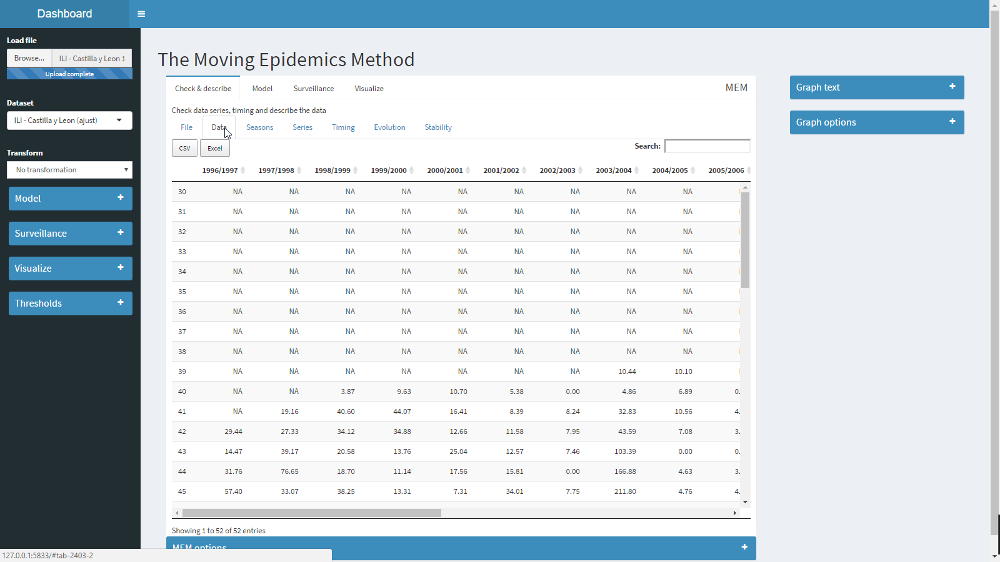 Dashboard
Load file
Browse... ILI - Castilla y Leon 1
Upload complete
Dataset
ILI - Castilla y Leon (ajust)
Transform
No transformation
Model
Surveillance
Visualize
Thresholds
The Moving Epidemics Method
Check & describe Model Surveillance Visualize MEM
Check data series, timing and describe the data
File Data Seasons Series Timing Evolution Stability
CSV Excel Search:
1996/1997 1997/1998 1998/1999 1999/2000 2000/2001 2001/2002 2002/2003 2003/2004 2004/2005 2005/2006
30 NA NA NA NA NA NA NA NA NA
31 NA NA NA NA NA NA NA NA NA
32 NA NA NA NA NA NA NA NA NA
33 NA NA NA NA NA NA NA NA NA
34 NA NA NA NA NA NA NA NA NA
35 NA NA NA NA NA NA NA NA NA
36 NA NA NA NA NA NA NA NA NA
37 NA NA NA NA NA NA NA NA NA
38 NA NA NA NA NA NA NA NA NA
39 NA NA NA NA NA NA NA 10.44 10.10
40 NA NA 3.87 9.63 10.70 5.38 0.00 4.86 6.89 0.
41 NA 19.16 40.60 44.07 16.41 8.39 8.24 32.83 10.56 4.
42 29.44 27.33 34.12 34.88 12.66 11.58 7.95 43.59 7.08 3.
43 14.47 39.17 20.58 13.76 25.04 12.57 7.46 103.39 0.00 0.
44 31.76 76.65 18.70 11.14 17.56 15.81 0.00 166.88 4.63 3.
45 57.40 33.07 38.25 13.31 7.31 34.01 7.75 211.80 4.76 4.
Showing 1 to 52 of 52 entries
MEM options
Graph text
Graph options
127.0.0.1:5833/#tab-2403-2